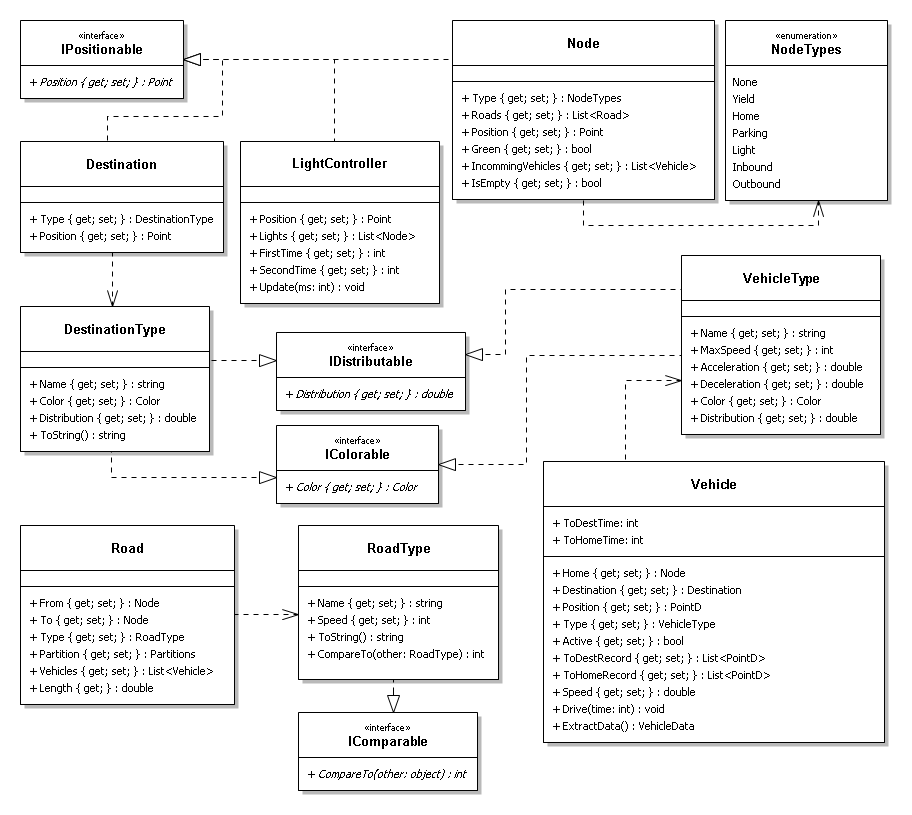 «interface»
IPositionable
+ Position { get; set; } : Point
Node
+ Type { get; set; } : NodeTypes
+ Roads { get; set; } : List<Road>
+ Position { get; set; } : Point
+ Green { get; set; } : bool
+ IncommingVehicles { get; set; } : List<Vehicle>
+ IsEmpty { get; set; } : bool
«enumeration»
NodeTypes
None
Yield
Home
Parking
Light
Inbound
Outbound
Destination
+ Type { get; set; } : DestinationType
+ Position { get; set; } : Point
LightController
+ Position { get; set; } : Point
+ Lights { get; set; } : List<Node>
+ FirstTime { get; set; } : int
+ SecondTime { get; set; } : int
+ Update(ms: int) : void
VehicleType
+ Name { get; set; } : string
+ MaxSpeed { get; set; } : int
+ Acceleration { get; set; } : double
+ Deceleration { get; set; } : double
+ Color { get; set; } : Color
+ Distribution { get; set; } : double
DestinationType
+ Name { get; set; } : string
+ Color { get; set; } : Color
+ Distribution { get; set; } : double
+ ToString() : string
«interface»
IDistributable
+ Distribution { get; set; } : double
«interface»
IColorable
+ Color { get; set; } : Color
Vehicle
+ ToDestTime: int
+ ToHomeTime: int
+ Home { get; set; } : Node
+ Destination { get; set; } : Destination
+ Position { get; set; } : PointD
+ Type { get; set; } : VehicleType
+ Active { get; set; } : bool
+ ToDestRecord { get; set; } : List<PointD>
+ ToHomeRecord { get; set; } : List<PointD>
+ Speed { get; set; } : double
+ Drive(time: int) : void
+ ExtractData() : VehicleData
Road
+ From { get; set; } : Node
+ To { get; set; } : Node
+ Type { get; set; } : RoadType
+ Partition { get; set; } : Partitions
+ Vehicles { get; set; } : List<Vehicle>
+ Length { get; } : double
RoadType
+ Name { get; set; } : string
+ Speed { get; set; } : int
+ ToString() : string
+ CompareTo(other: RoadType) : int
«interface»
IComparable
+ CompareTo(other: object) : int